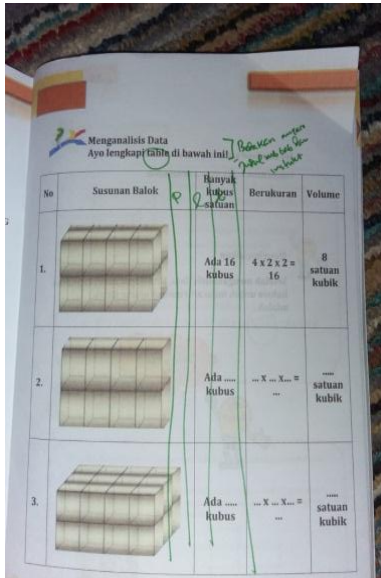 Menganalisis Data
Ayo lengkapi table di bawah ini!
No
Susunan Balok
Banyak kubus satuan
Berukuran
Volume
1.
Ada 16 kubus
4 x 2 x 2 = 16
8 satuan kubik
2.
Ada ..... kubus
... x ... x... = ...
..... satuan kubik
3.
Ada ..... kubus
... x ... x... = ...
..... satuan kubik